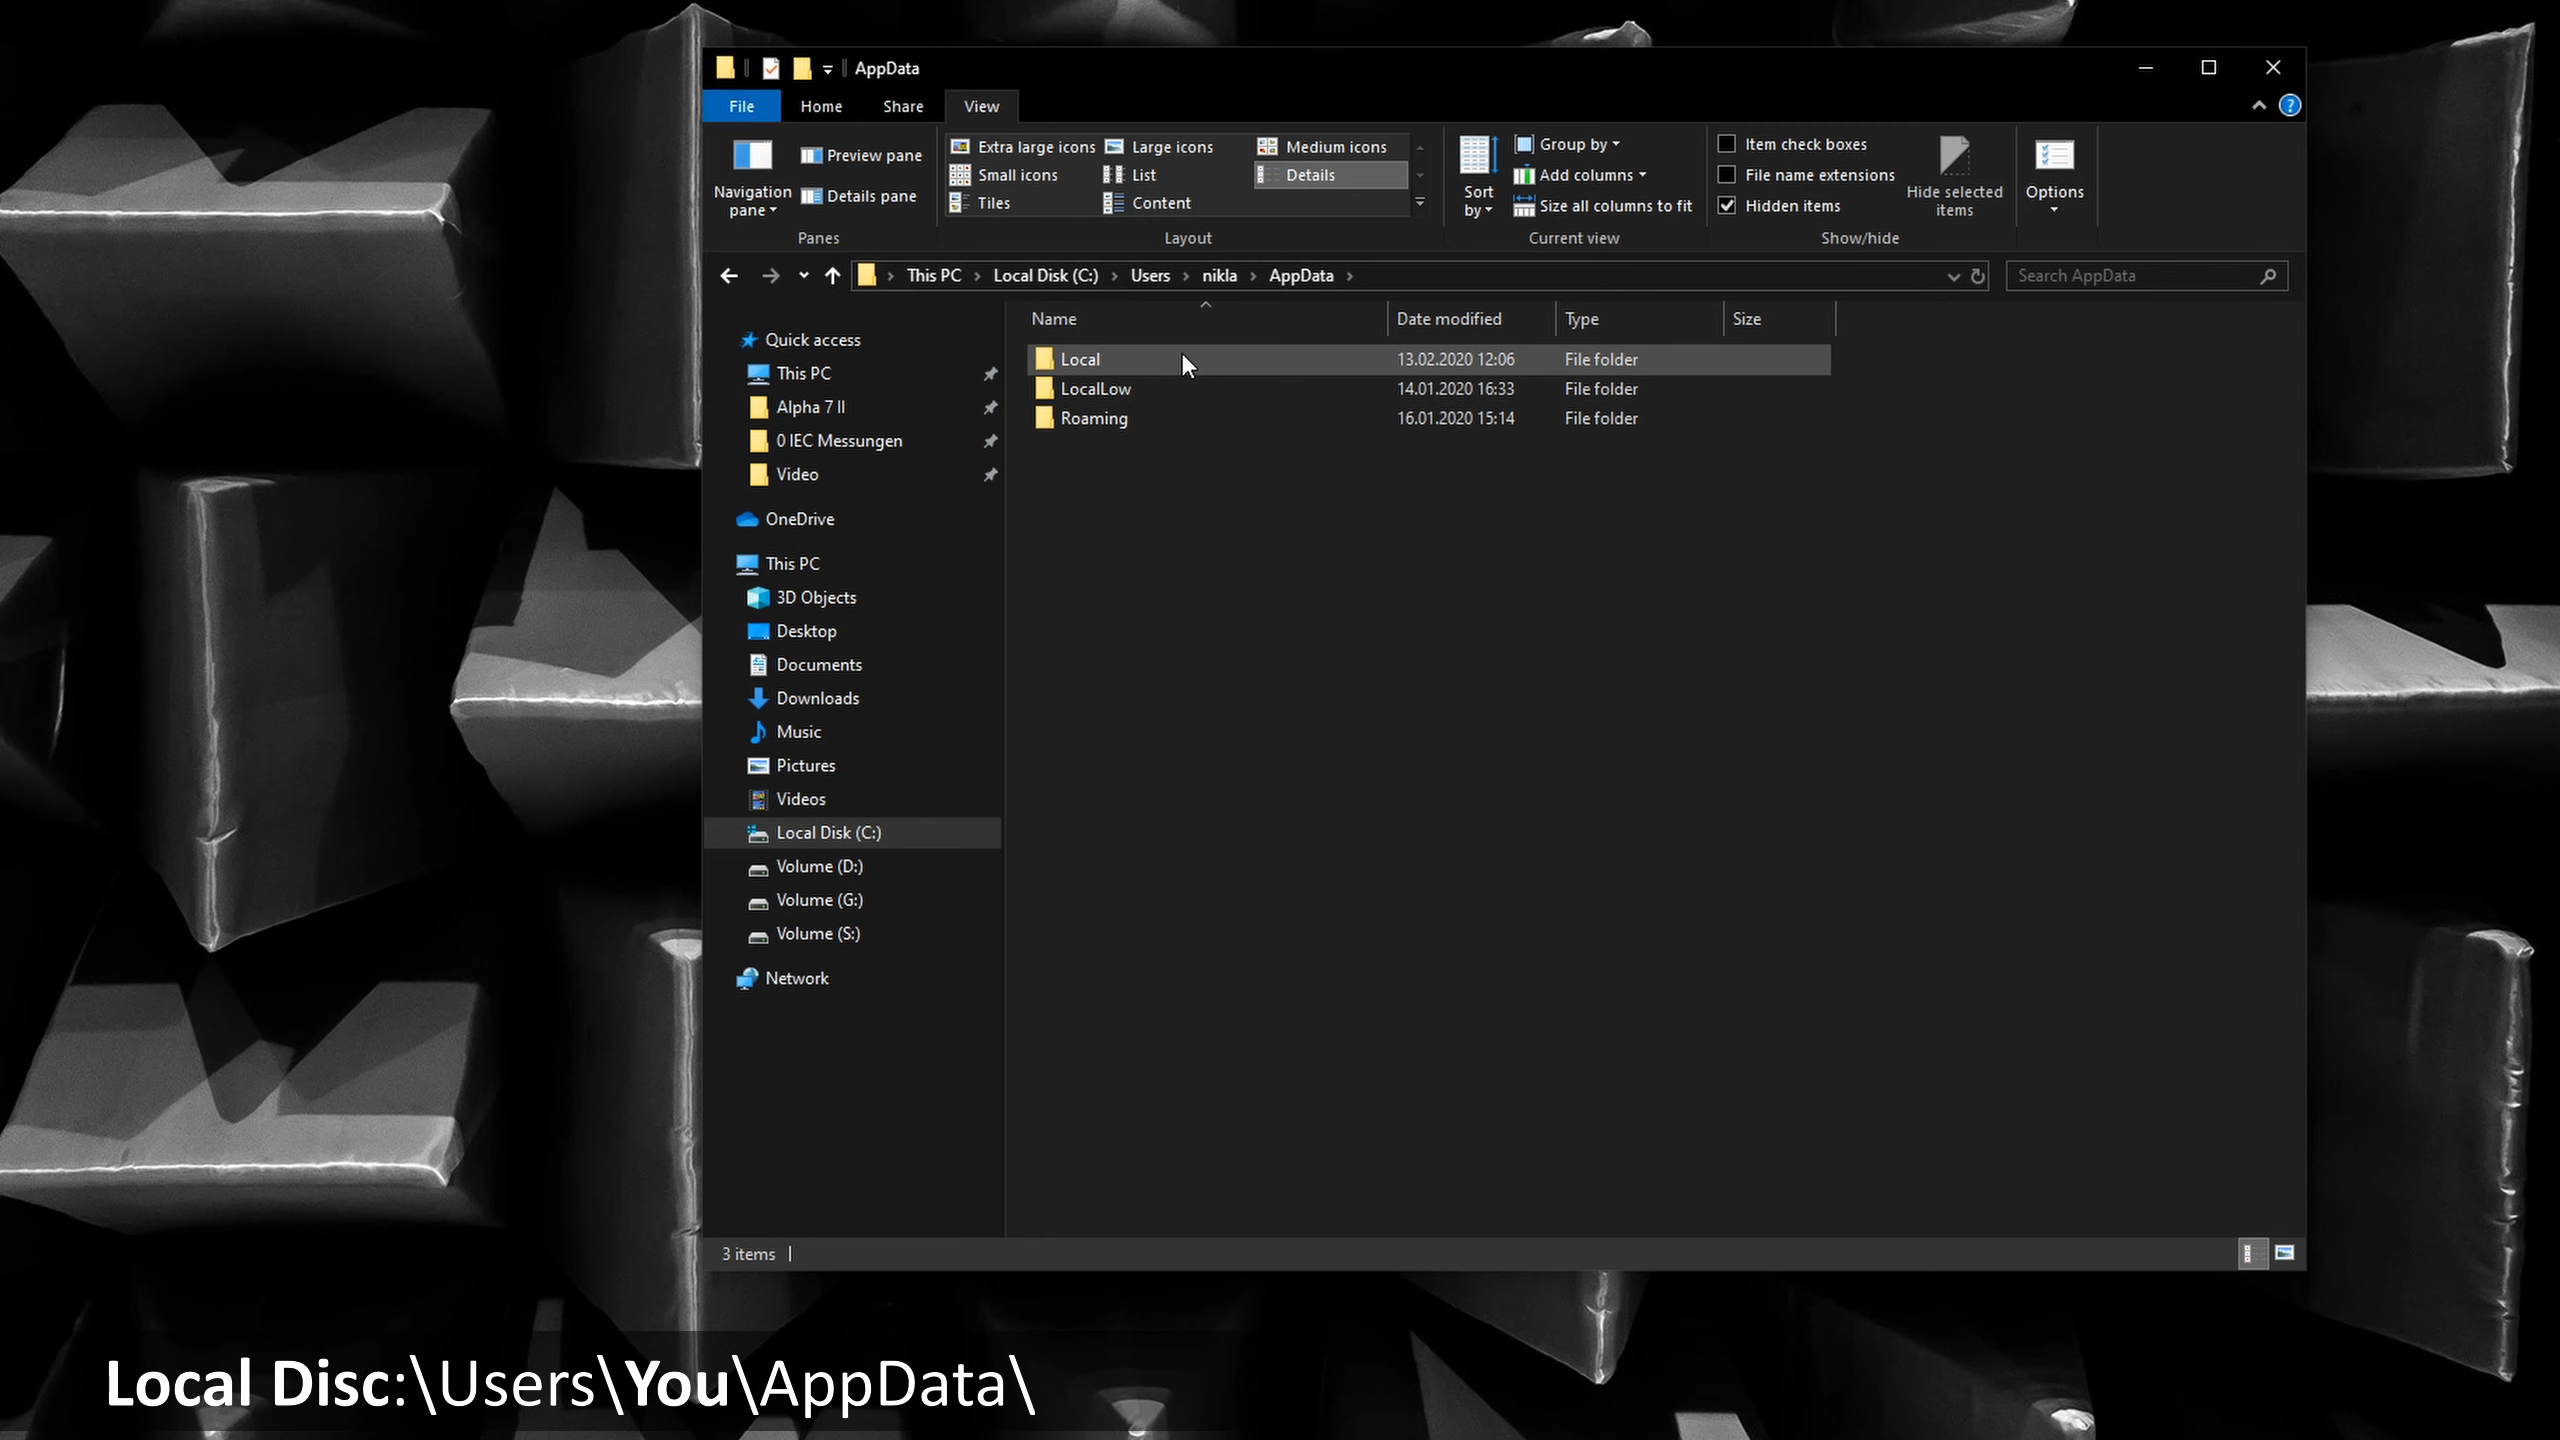 AppData
File Home Share View
Navigation pane
Preview pane
Details pane
Panes
Extra large icons Large icons Medium icons
Small icons List Details
Tiles Content
Layout
Sort by
Group by
Add columns
Size all columns to fit
Current view
Item check boxes
File name extensions
Hidden items
Hide selected items
Show/hide
Options
This PC Local Disk (C:) Users nikla AppData
Search AppData
Quick access
This PC
Alpha 7 II
0 IEC Messungen
Video
OneDrive
This PC
3D Objects
Desktop
Documents
Downloads
Music
Pictures
Videos
Local Disk (C:)
Volume (D:)
Volume (G:)
Volume (S:)
Network
Name Date modified Type Size
Local 13.02.2020 12:06 File folder
LocalLow 14.01.2020 16:33 File folder
Roaming 16.01.2020 15:14 File folder
3 items
Local Disc:\Users\You\AppData\